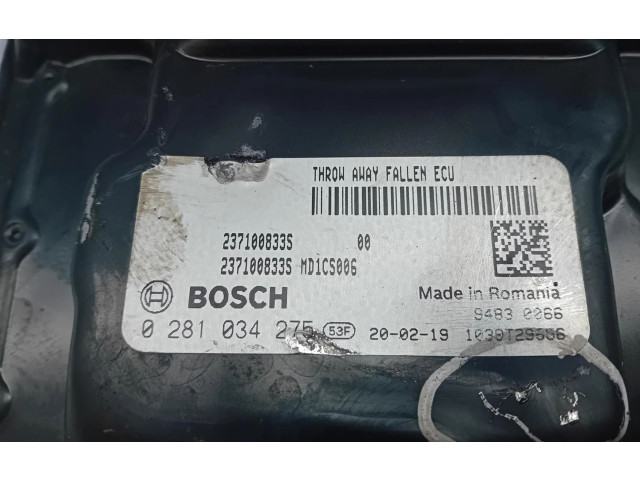 THROW AWAY FALLEN ECU
237100833S 00
237100833S MD1CS006
BOSCH
Made in Romania
9483 0066
0 281 034 275 53F 20-02-19 1039T29686